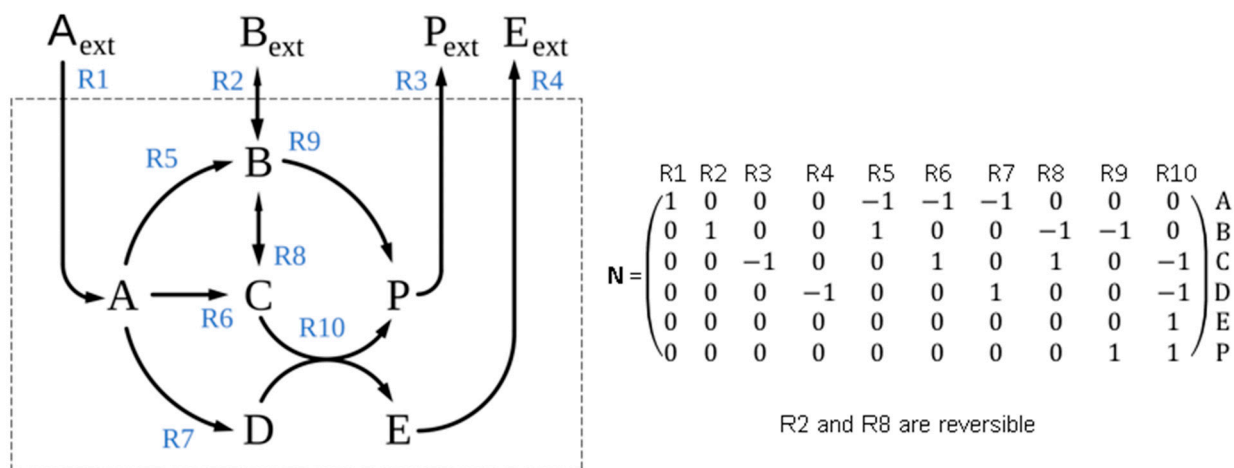 A ext B ext P ext E ext
R1 R2 R3 R4
R5 B R9
R8
A C P
R6 R10
R7 D E
R1 R2 R3 R4 R5 R6 R7 R8 R9 R10
1 0 0 0 −1 −1 −1 0 0 0 A
0 1 0 0 1 0 0 −1 −1 0 B
N = 0 0 −1 0 0 1 0 1 0 −1 C
0 0 0 −1 0 0 1 0 0 −1 D
0 0 0 0 0 0 0 0 0 1 E
0 0 0 0 0 0 0 0 1 1 P
R2 and R8 are reversible